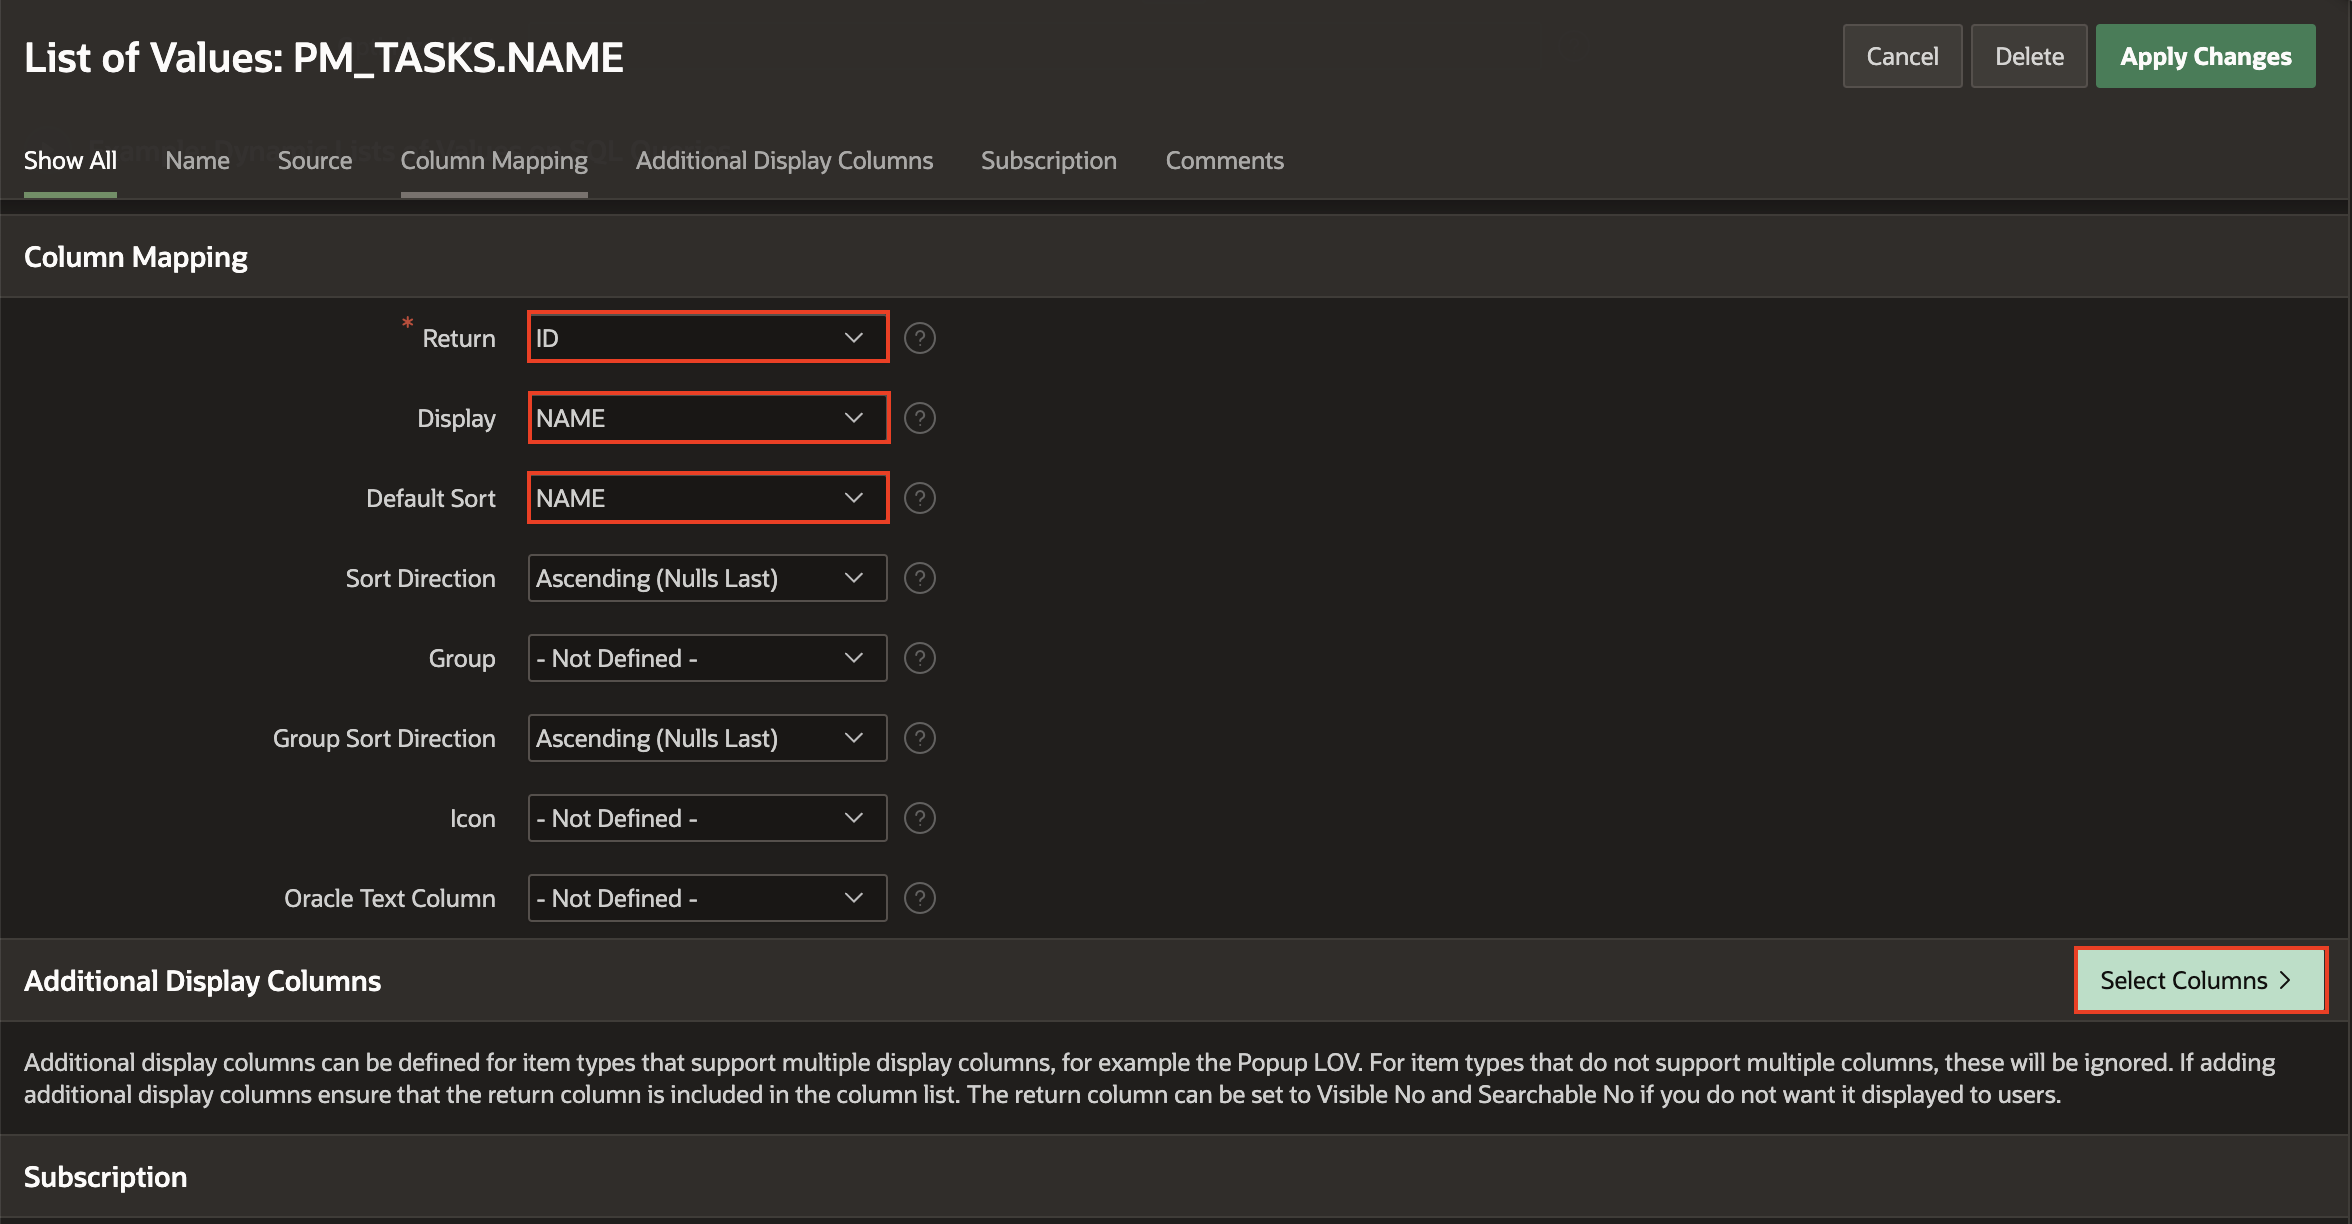 List of Values: PM_TASKS.NAME
Cancel
Delete
Apply Changes
Show All
Name
Source
Column Mapping
Additional Display Columns
Subscription
Comments
Column Mapping
* Return
ID
?
Display
NAME
?
Default Sort
NAME
?
Sort Direction
Ascending (Nulls Last)
?
Group
- Not Defined -
?
Group Sort Direction
Ascending (Nulls Last)
?
Icon
- Not Defined -
?
Oracle Text Column
- Not Defined -
?
Additional Display Columns
Select Columns >
Additional display columns can be defined for item types that support multiple display columns, for example the Popup LOV. For item types that do not support multiple columns, these will be ignored. If adding
additional display columns ensure that the return column is included in the column list. The return column can be set to Visible No and Searchable No if you do not want it displayed to users.
Subscription